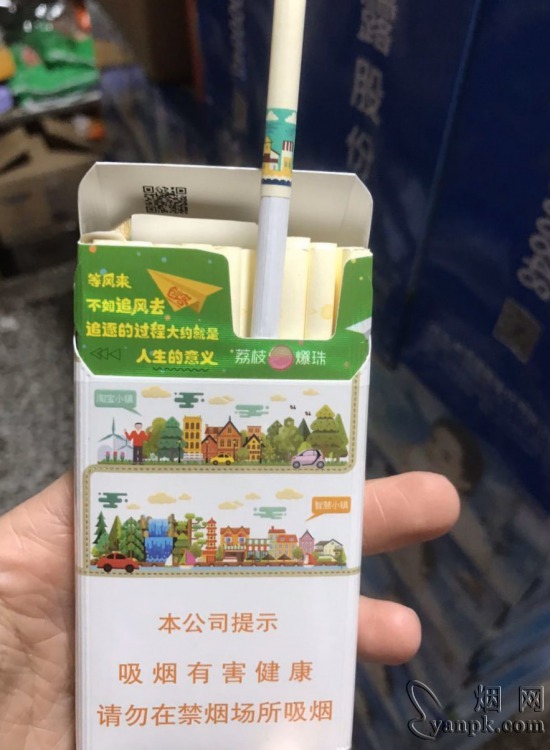 路股份
等风来
不如追风去
追逐的过程大约就是
人生的意义
荔枝 爆珠
淘宝小镇
智慧小镇
本公司提示
吸烟有害健康
请勿在禁烟场所吸烟
烟网
yanpk.com